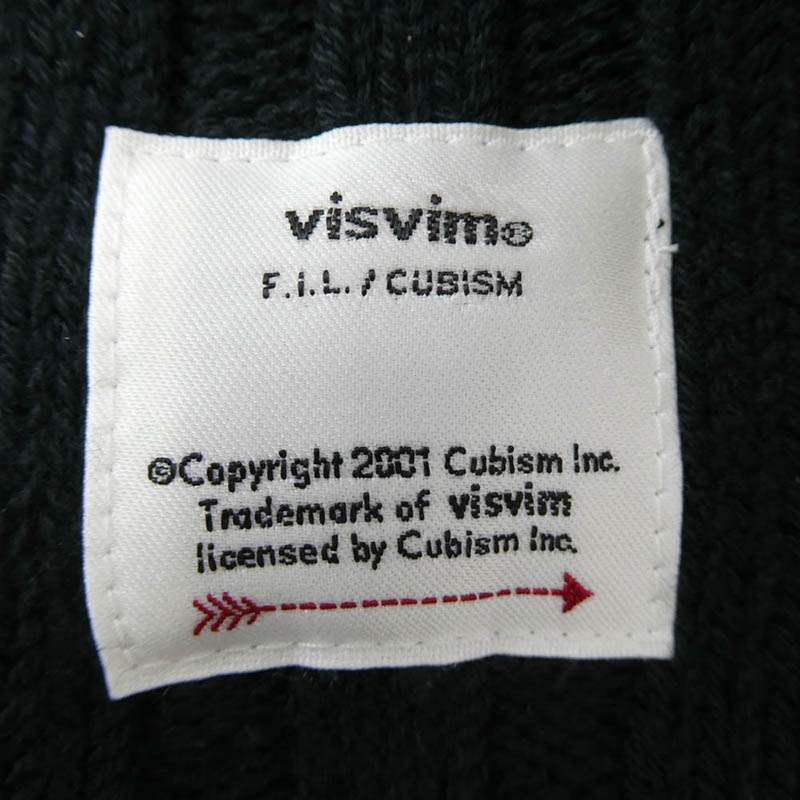 visvim®
F.I.L. / CUBISM
©Copyright 2001 Cubism Inc.
Trademark of visvim
licensed by Cubism Inc.